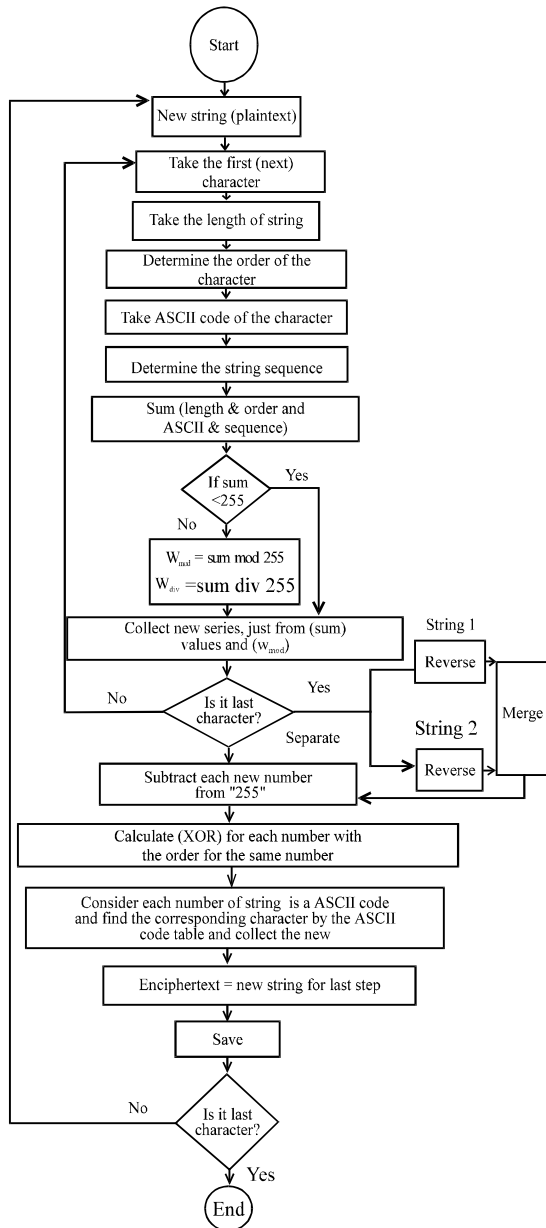 Start
New string (plaintext)
Take the first (next)
character
Take the length of string
Determine the order of the
character
Take ASCII code of the character
Determine the string sequence
Sum (length & order and
ASCII & sequence)
If sum
<255
Yes
No
W mod = sum mod 255
W div =sum div 255
Collect new series, just from (sum)
values and (w mod)
String 1
Reverse
Is it last
character?
No
Yes
Separate
String 2
Reverse
Merge
Subtract each new number
from "255"
Calculate (XOR) for each number with
the order for the same number
Consider each number of string is a ASCII code
and find the corresponding character by the ASCII
code table and collect the new
Enciphertext = new string for last step
Save
Is it last
character?
No
Yes
End